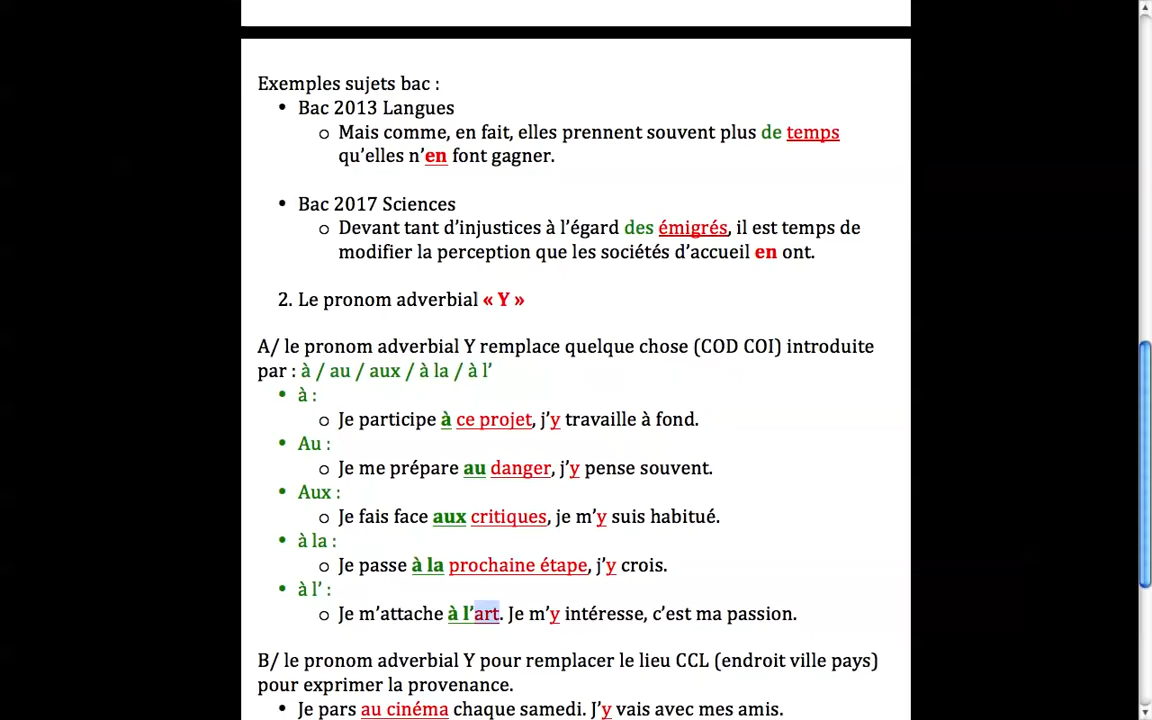 Exemples sujets bac :
• Bac 2013 Langues
o Mais comme, en fait, elles prennent souvent plus de temps
qu’elles n’en font gagner.
• Bac 2017 Sciences
o Devant tant d’injustices à l’égard des émigrés, il est temps de
modifier la perception que les sociétés d’accueil en ont.
2. Le pronom adverbial « Y »
A/ le pronom adverbial Y remplace quelque chose (COD COI) introduite
par : à / au / aux / à la / à l’
• à :
o Je participe à ce projet, j’y travaille à fond.
• Au :
o Je me prépare au danger, j’y pense souvent.
• Aux :
o Je fais face aux critiques, je m’y suis habitué.
• à la :
o Je passe à la prochaine étape, j’y crois.
• à l’ :
o Je m’attache à l’art. Je m’y intéresse, c’est ma passion.
B/ le pronom adverbial Y pour remplacer le lieu CCL (endroit ville pays)
pour exprimer la provenance.
• Je pars au cinéma chaque samedi. J’y vais avec mes amis.